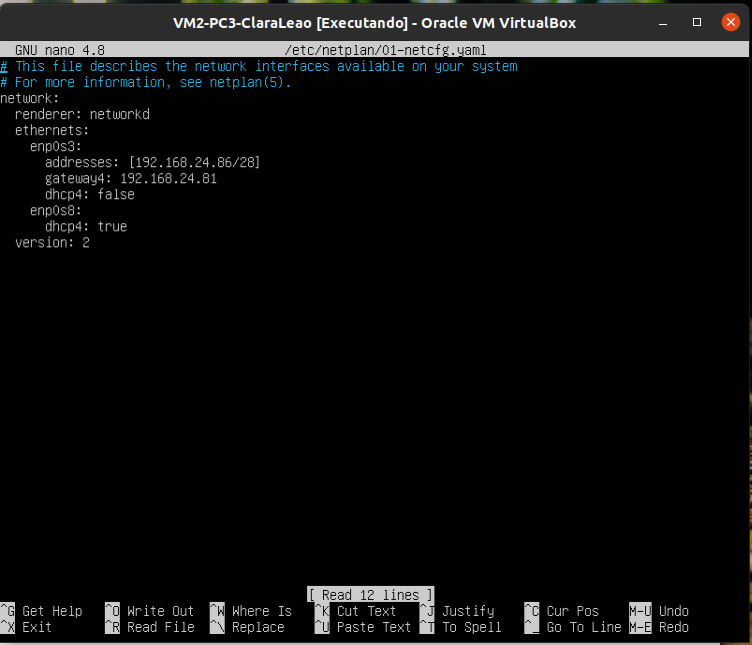 VM2-PC3-ClaraLeao [Executando] - Oracle VM VirtualBox
GNU nano 4.8 /etc/netplan/01-netcfg.yaml
# This file describes the network interfaces available on your system
# For more information, see netplan(5).
network:
  renderer: networkd
  ethernets:
    enp0s3:
      addresses: [192.168.24.86/28]
      gateway4: 192.168.24.81
      dhcp4: false
    enp0s8:
      dhcp4: true
  version: 2
[ Read 12 lines ]
^G Get Help ^O Write Out ^W Where Is ^K Cut Text ^J Justify ^C Cur Pos M-U Undo
^X Exit ^R Read File ^\ Replace ^U Paste Text ^T To Spell ^_ Go To Line M-E Redo